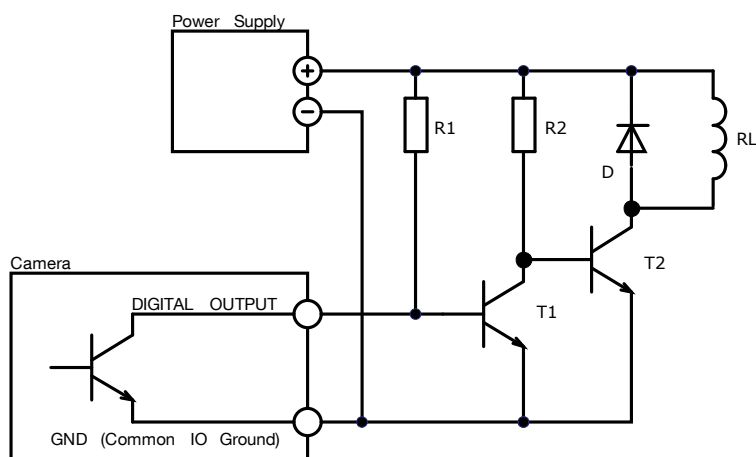 Power Supply
+
-
R1
R2
RL
D
T2
Camera
DIGITAL OUTPUT
T1
GND (Common IO Ground)